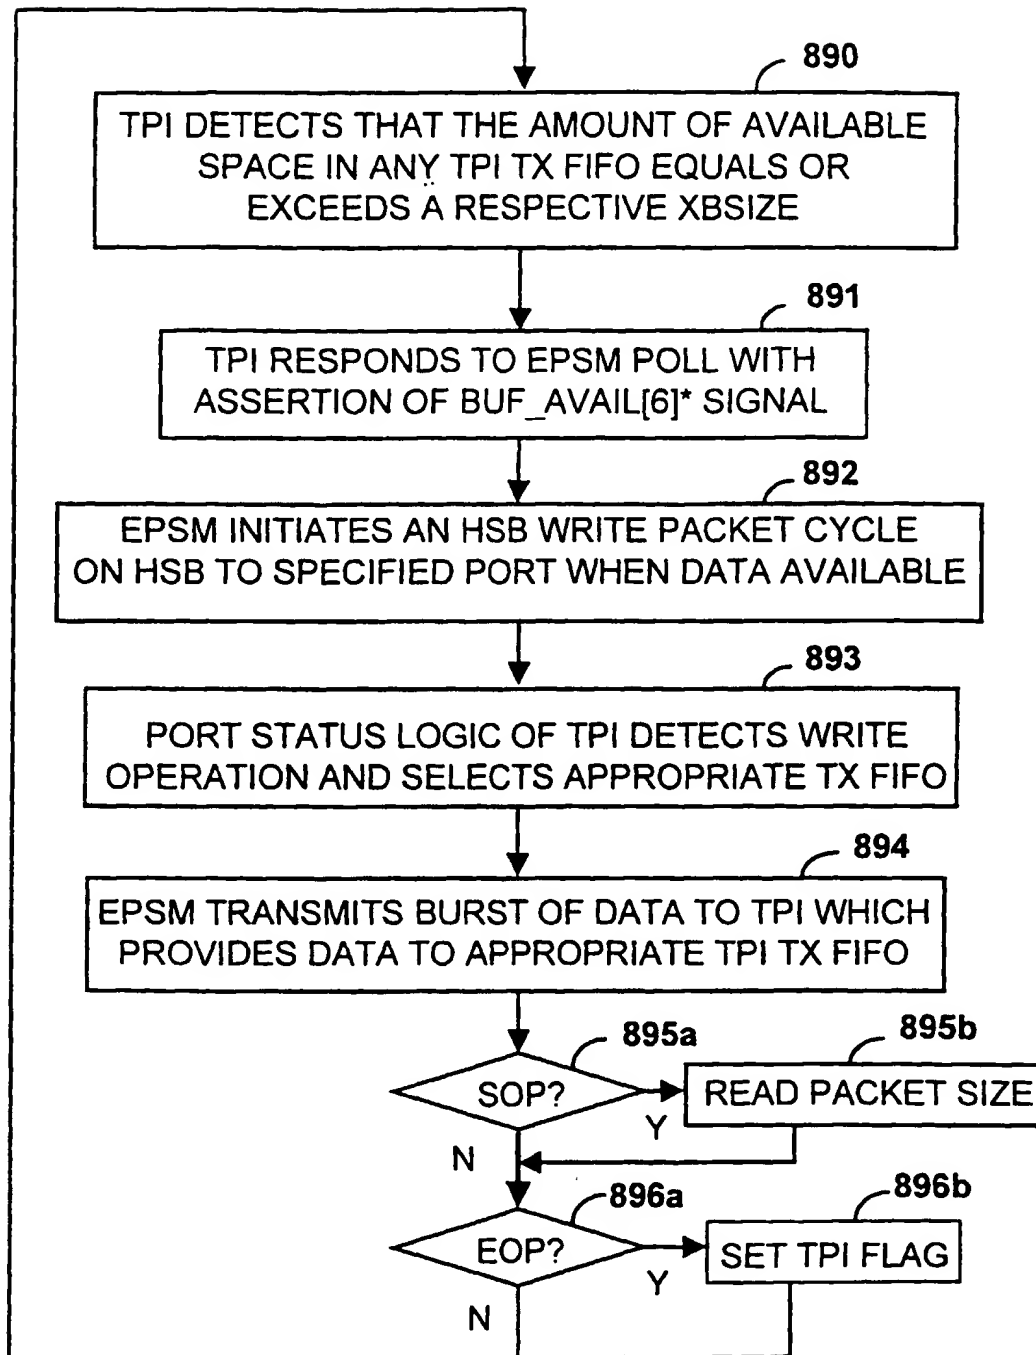 890
TPI DETECTS THAT THE AMOUNT OF AVAILABLE
SPACE IN ANY TPI TX FIFO EQUALS OR
EXCEEDS A RESPECTIVE XBSIZE
891
TPI RESPONDS TO EPSM POLL WITH
ASSERTION OF BUF_AVAIL[6]* SIGNAL
892
EPSM INITIATES AN HSB WRITE PACKET CYCLE
ON HSB TO SPECIFIED PORT WHEN DATA AVAILABLE
893
PORT STATUS LOGIC OF TPI DETECTS WRITE
OPERATION AND SELECTS APPROPRIATE TX FIFO
894
EPSM TRANSMITS BURST OF DATA TO TPI WHICH
PROVIDES DATA TO APPROPRIATE TPI TX FIFO
895a
895b
SOP?
READ PACKET SIZE
Y
N
896a
896b
EOP?
SET TPI FLAG
Y
N